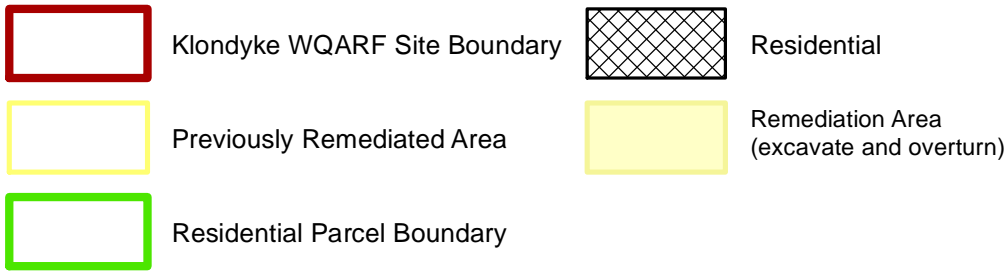 Klondyke WQARF Site Boundary
Residential
Previously Remediated Area
Remediation Area
(excavate and overturn)
Residential Parcel Boundary